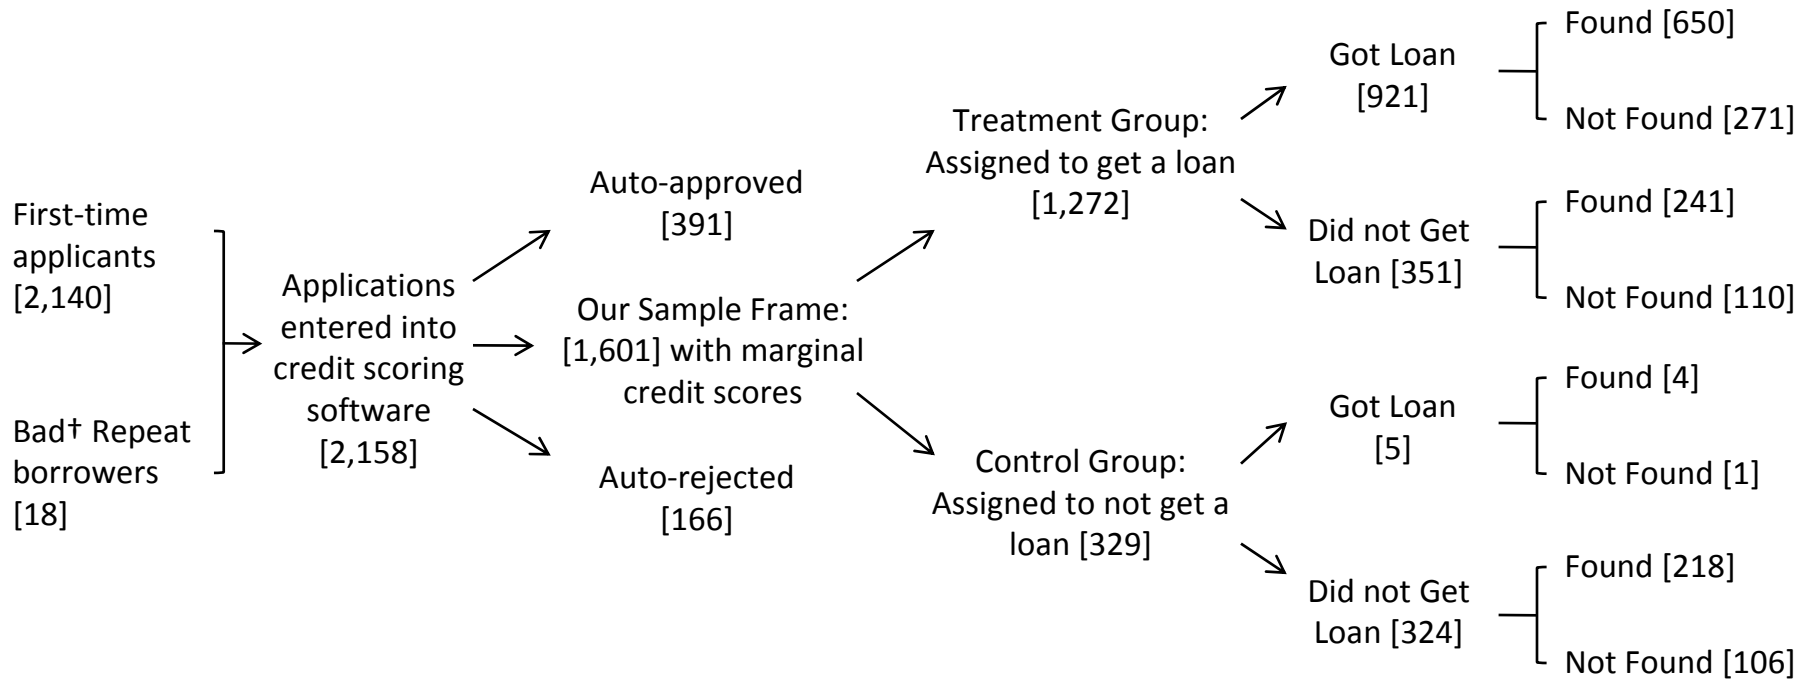 First-time
applicants
[2,140]
Bad† Repeat
borrowers
[18]
Applications
entered into
credit scoring
software
[2,158]
Auto-approved
[391]
Our Sample Frame:
[1,601] with marginal
credit scores
Auto-rejected
[166]
Treatment Group:
Assigned to get a loan
[1,272]
Control Group:
Assigned to not get a
loan [329]
Got Loan
[921]
Did not Get
Loan [351]
Got Loan
[5]
Did not Get
Loan [324]
Found [650]
Not Found [271]
Found [241]
Not Found [110]
Found [4]
Not Found [1]
Found [218]
Not Found [106]